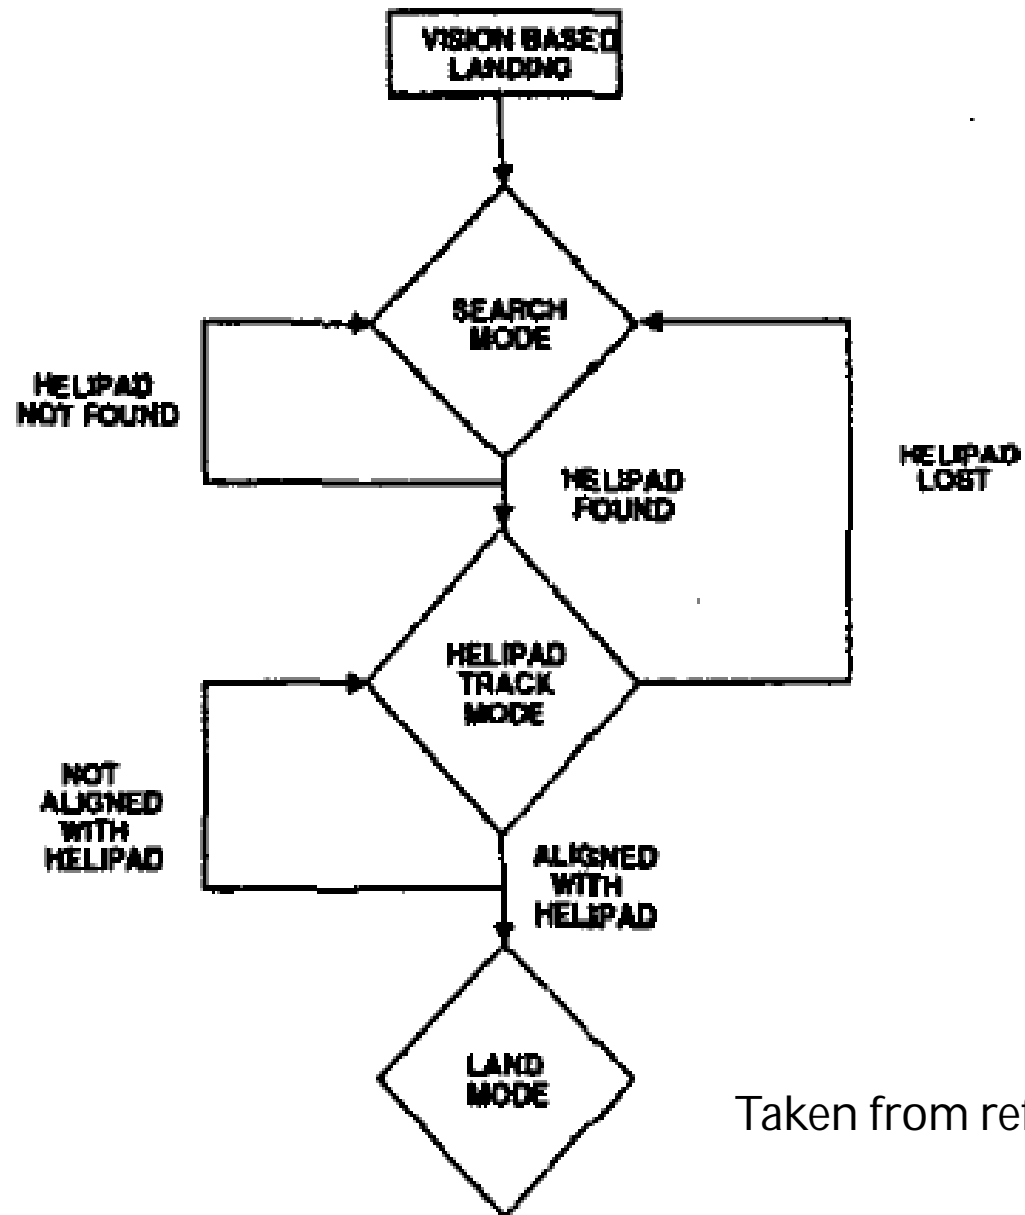 VISION BASED
LANDING
SEARCH
MODE
HELIPAD
NOT FOUND
HELIPAD
FOUND
HELIPAD
LOST
HELIPAD
TRACK
MODE
NOT
ALIGNED
WITH
HELIPAD
ALIGNED
WITH
HELIPAD
LAND
MODE
Taken from ref